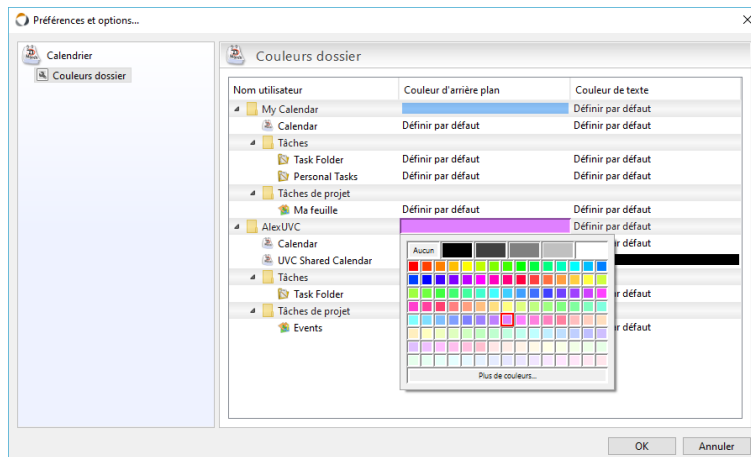 Préférences et options...
Calendrier
Couleurs dossier
Couleurs dossier
Nom utilisateur Couleur d'arrière plan Couleur de texte
My Calendar Définir par défaut
Calendar Définir par défaut Définir par défaut
Tâches
Task Folder Définir par défaut Définir par défaut
Personal Tasks Définir par défaut Définir par défaut
Tâches de projet
Ma feuille Définir par défaut Définir par défaut
AlexUVC Définir par défaut
Calendar r défaut
Aucun
UVC Shared Calendar
Tâches
Task Folder r défaut
Tâches de projet
Events r défaut
Plus de couleurs...
OK Annuler